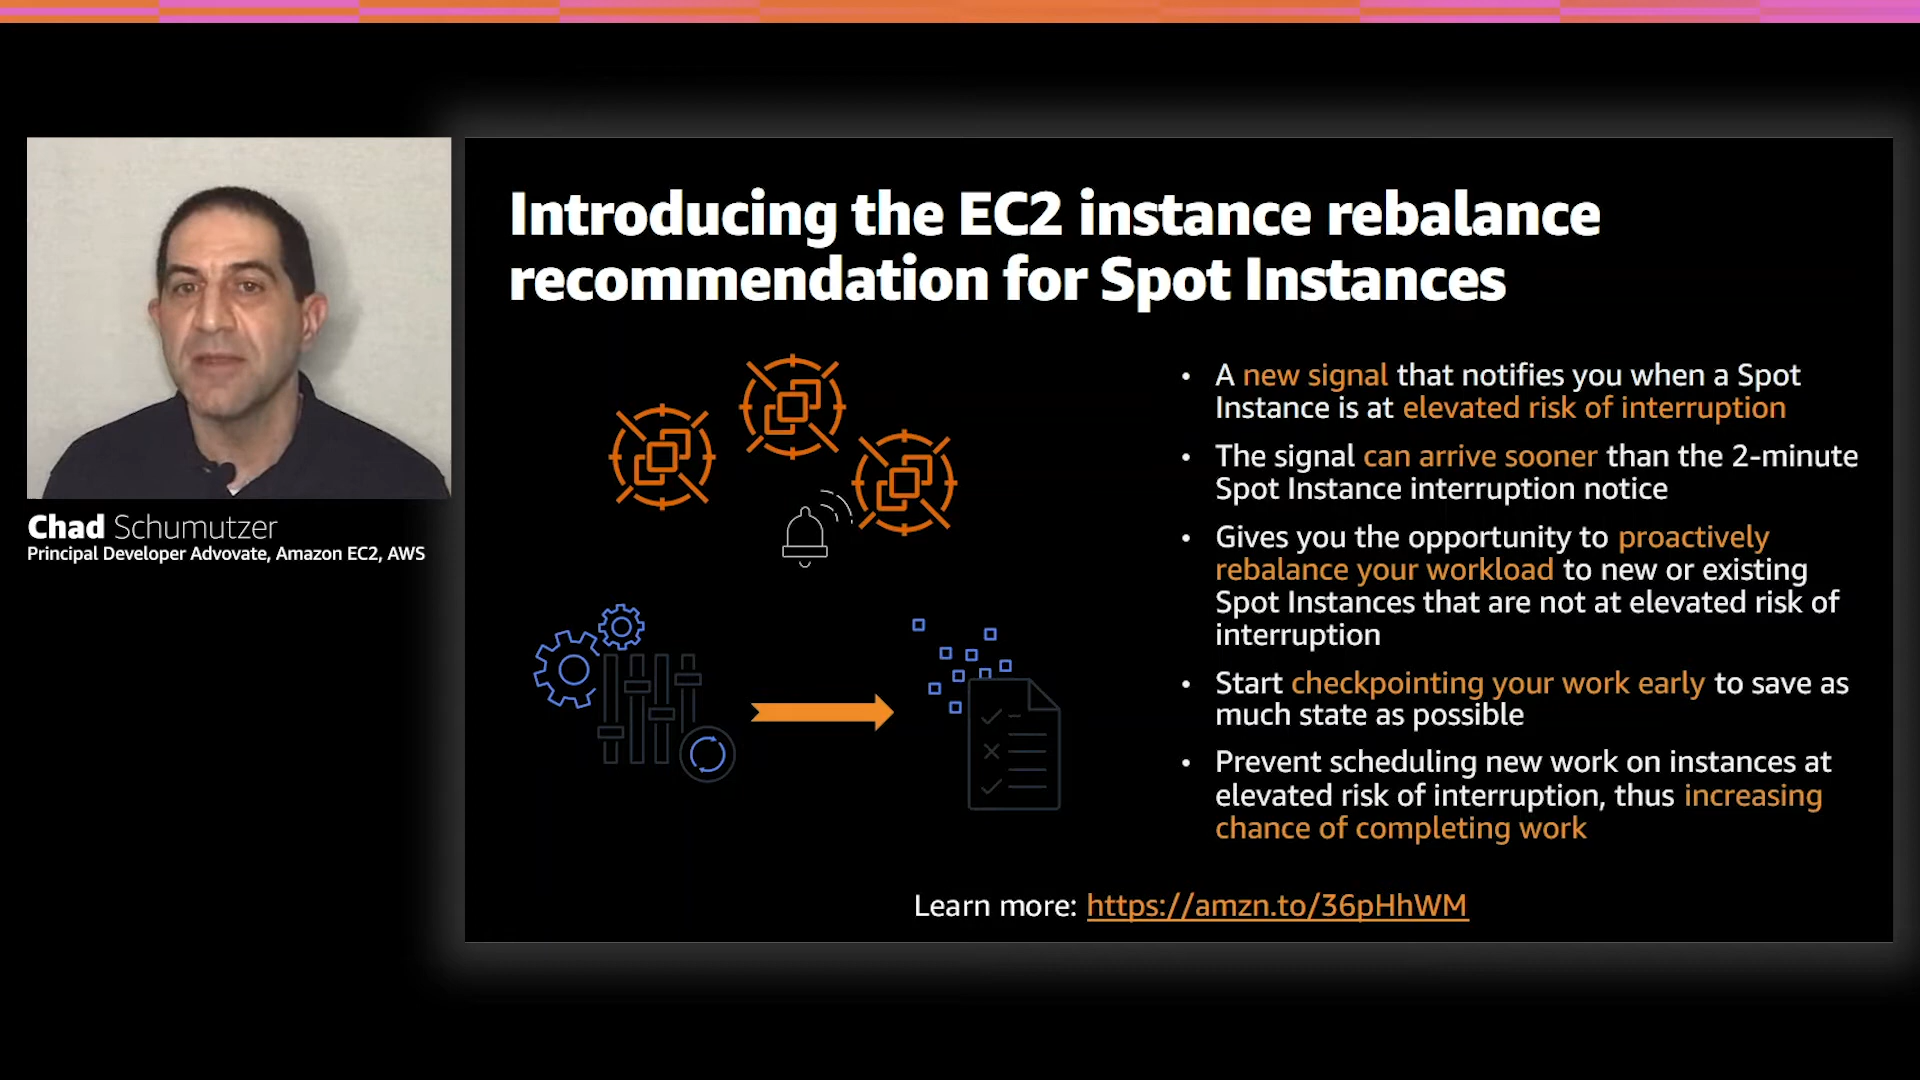 Chad Schumutzer
Principal Developer Advovate, Amazon EC2, AWS
Introducing the EC2 instance rebalance
recommendation for Spot Instances
• A new signal that notifies you when a Spot
Instance is at elevated risk of interruption
• The signal can arrive sooner than the 2-minute
Spot Instance interruption notice
• Gives you the opportunity to proactively
rebalance your workload to new or existing
Spot Instances that are not at elevated risk of
interruption
• Start checkpointing your work early to save as
much state as possible
• Prevent scheduling new work on instances at
elevated risk of interruption, thus increasing
chance of completing work
Learn more: https://amzn.to/36pHhWM